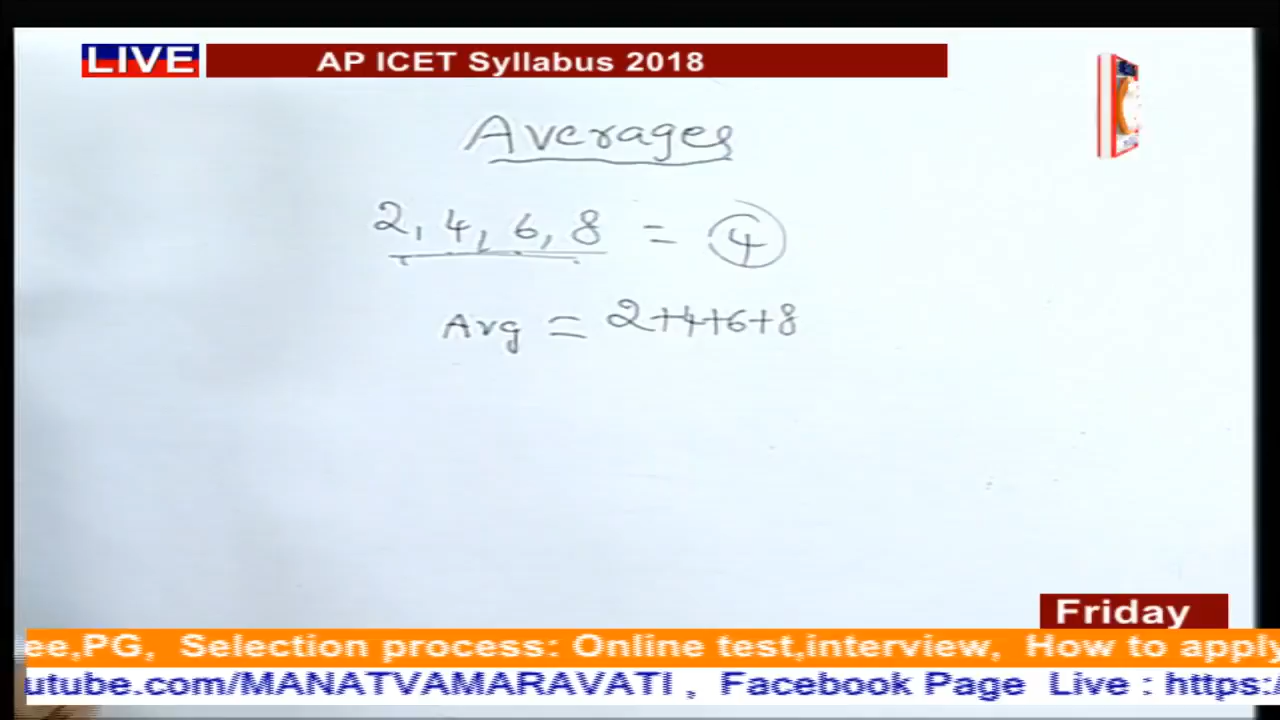 LIVE AP ICET Syllabus 2018
Averages
2, 4, 6, 8 = 4
Avg = 2+4+6+8
Friday
ee,PG, Selection process: Online test,interview, How to apply
utube.com/MANATVAMARAVATI , Facebook Page Live : https:/